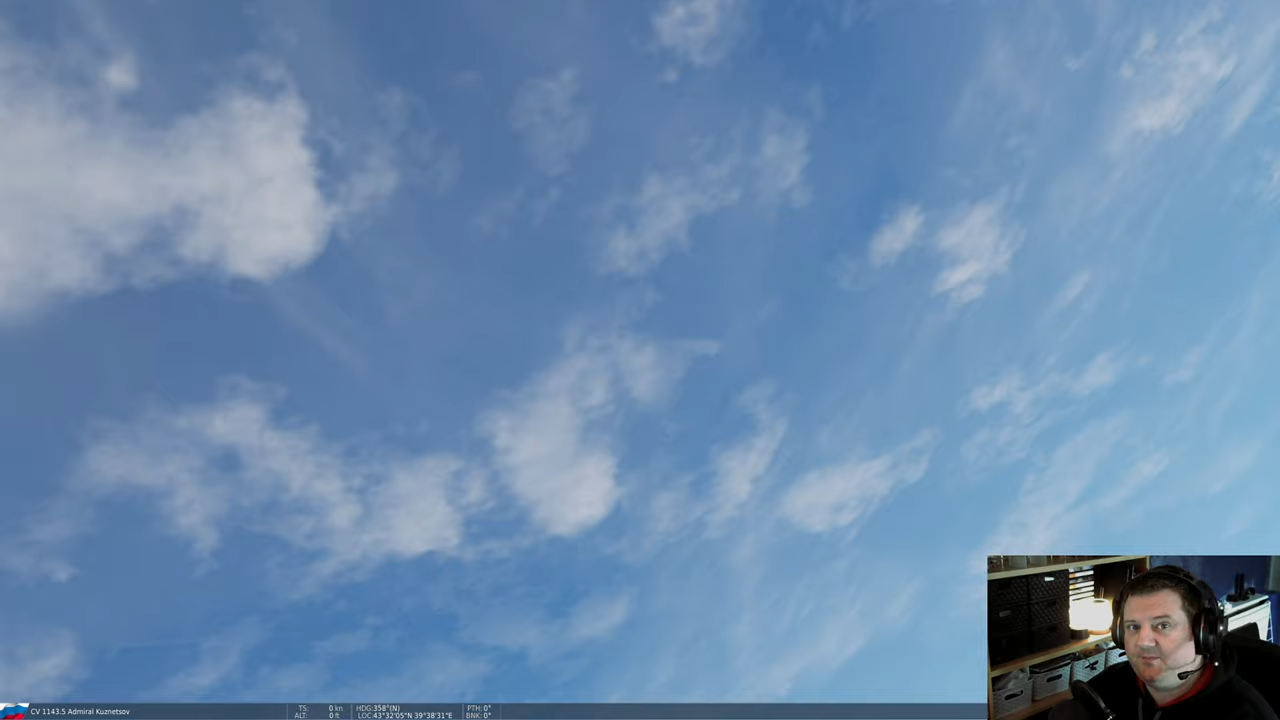 CV 1143.5 Admiral Kuznetsov
TS: 0 kn
ALT: 0 ft
HDG:358°(N)
LOC:43°32'05"N 39°38'31"E
PTH: 0°
BNK: 0°